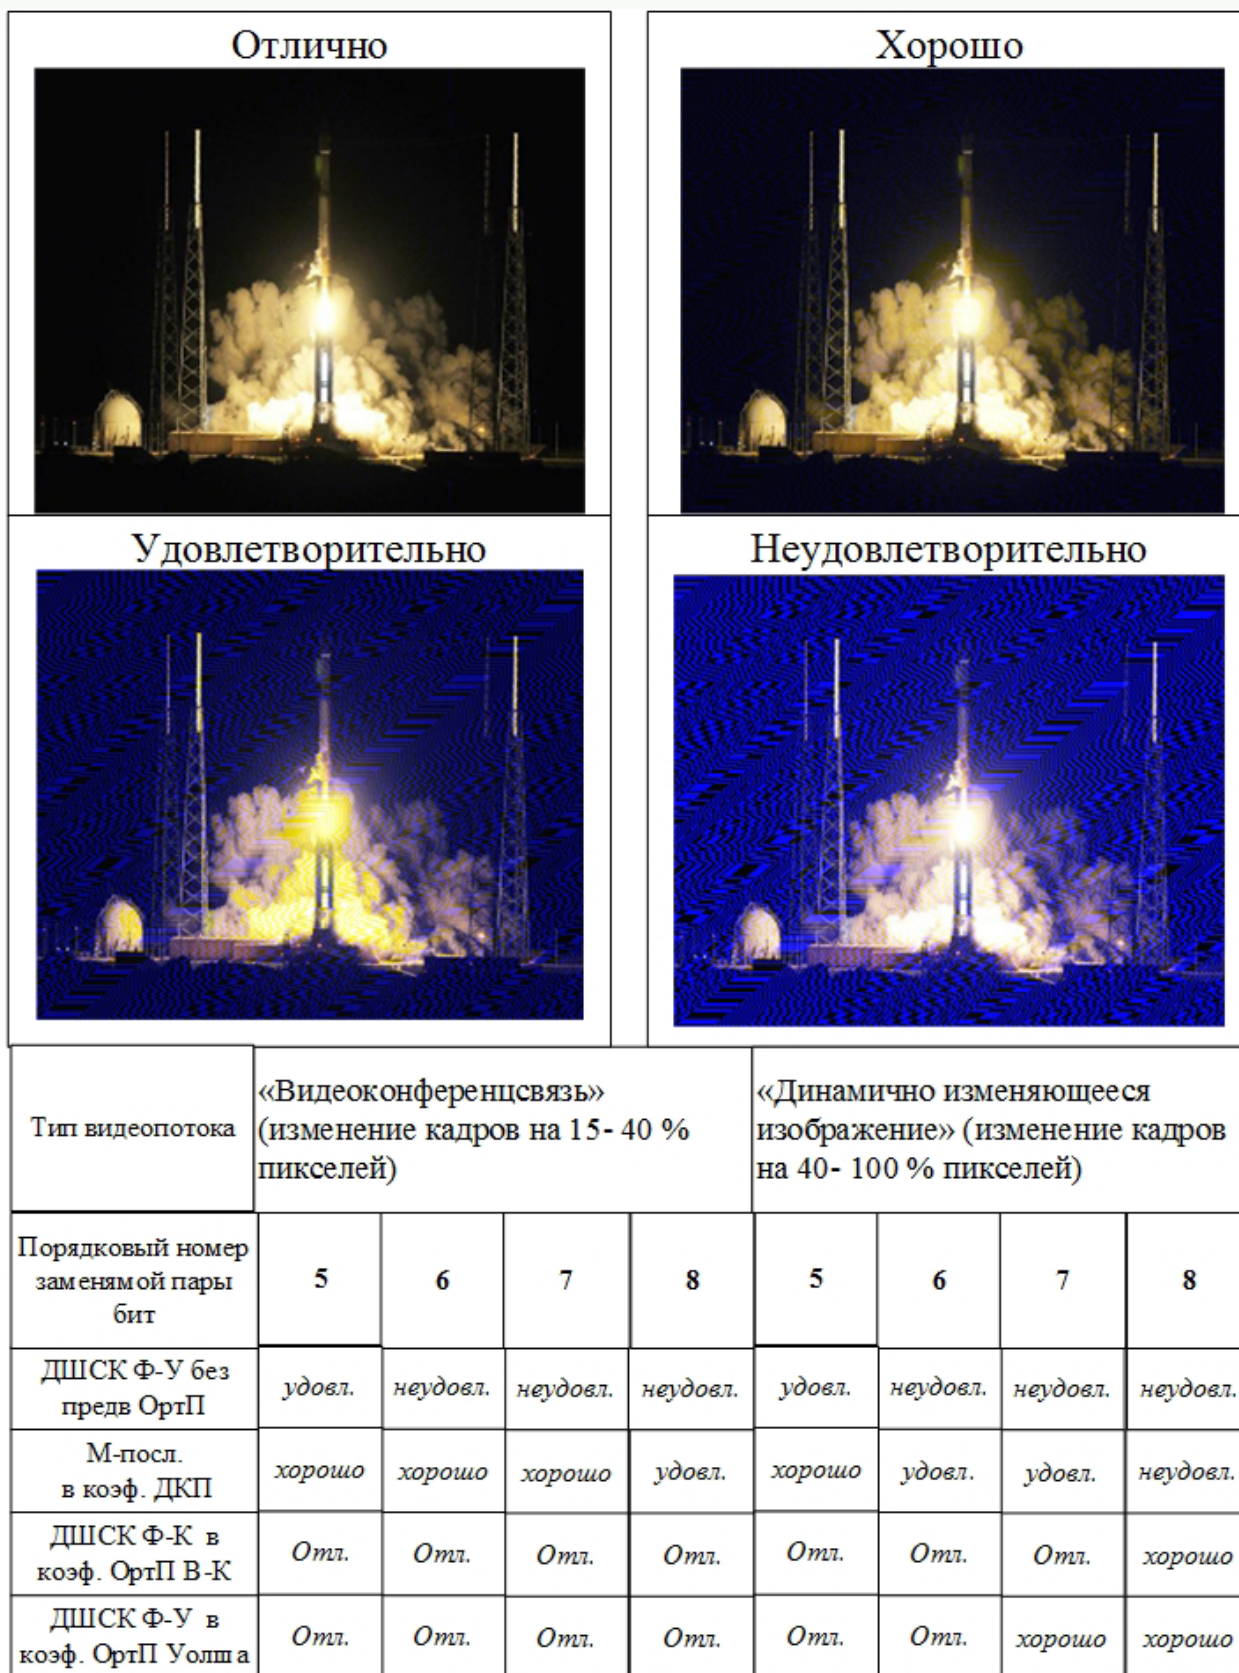 Отлично
Хорошо
Удовлетворительно
Неудовлетворительно
Тип видеопотока
«Видеоконференцсвязь»
(изменение кадров на 15- 40 %
пикселей)
«Динамично изменяющееся
изображение» (изменение кадров
на 40- 100 % пикселей)
Порядковый номер
заменямой пары
бит
5 6 7 8 5 6 7 8
ДШСК Ф-У без
предв ОртП
удовл. неудовл. неудовл. неудовл. удовл. неудовл. неудовл. неудовл.
М-посл.
в коэф. ДКП
хорошо хорошо хорошо удовл. хорошо удовл. удовл. неудовл.
ДШСК Ф-К в
коэф. ОртП В-К
Отл. Отл. Отл. Отл. Отл. Отл. Отл. хорошо
ДШСК Ф-У в
коэф. ОртП Уолша
Отл. Отл. Отл. Отл. Отл. Отл. хорошо хорошо